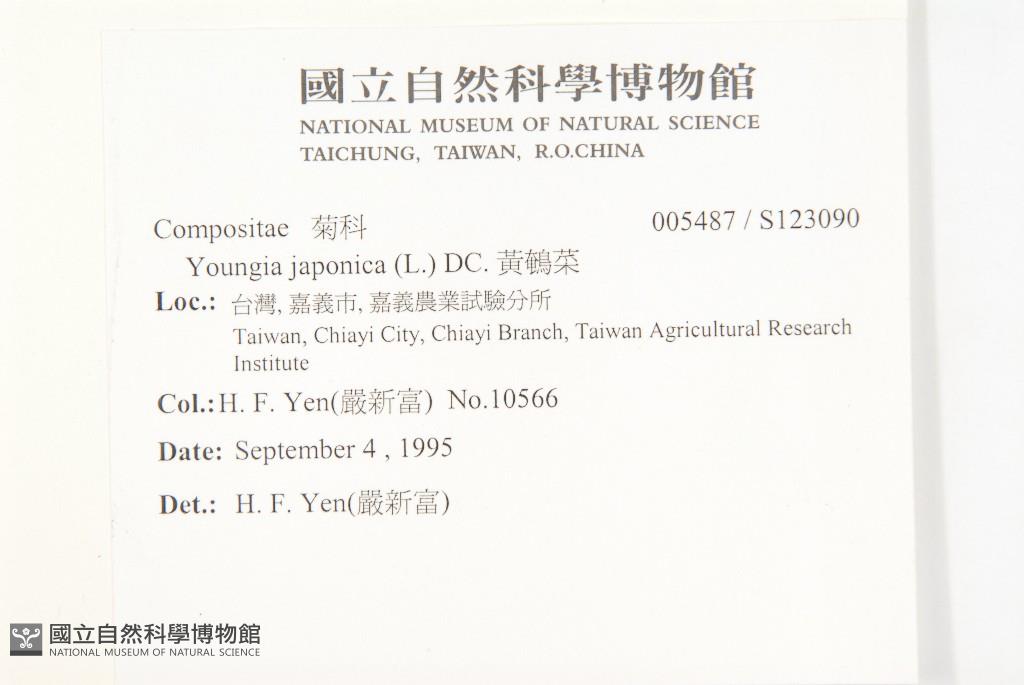 國立自然科學博物館
NATIONAL MUSEUM OF NATURAL SCIENCE
TAICHUNG, TAIWAN, R.O.CHINA
Compositae 菊科 005487 / S123090
Youngia japonica (L.) DC. 黃鵪菜
Loc.: 台灣, 嘉義市, 嘉義農業試驗分所
Taiwan, Chiayi City, Chiayi Branch, Taiwan Agricultural Research
Institute
Col.: H. F. Yen(嚴新富) No.10566
Date: September 4 , 1995
Det.: H. F. Yen(嚴新富)
國立自然科學博物館
NATIONAL MUSEUM OF NATURAL SCIENCE